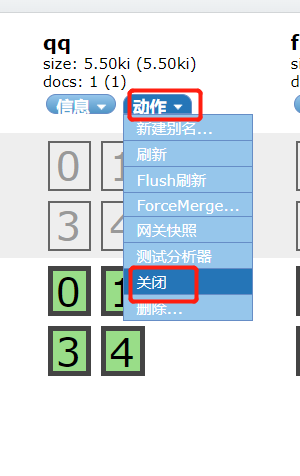 qq
f
size: 5.50ki (5.50ki)
si
docs: 1 (1)
d
信息 动作
新建别名...
刷新
Flush刷新
ForceMerge...
网关快照
测试分析器
关闭
删除...
0 1
3 4
0 1
3 4